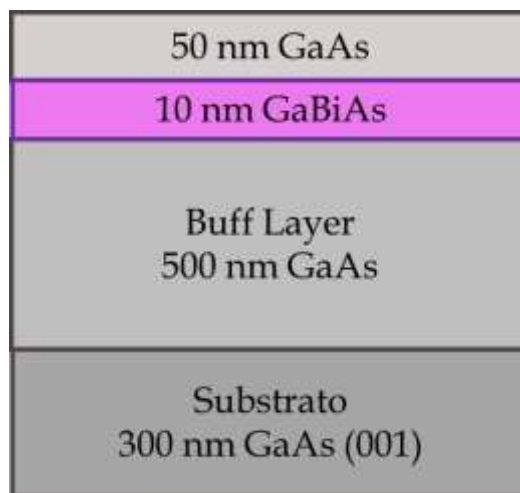 50 nm GaAs
10 nm GaBiAs
Buff Layer
500 nm GaAs
Substrato
300 nm GaAs (001)